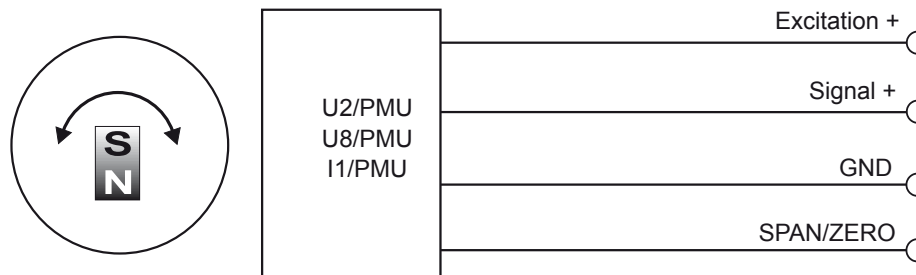 S
N
U2/PMU
U8/PMU
I1/PMU
Excitation +
Signal +
GND
SPAN/ZERO